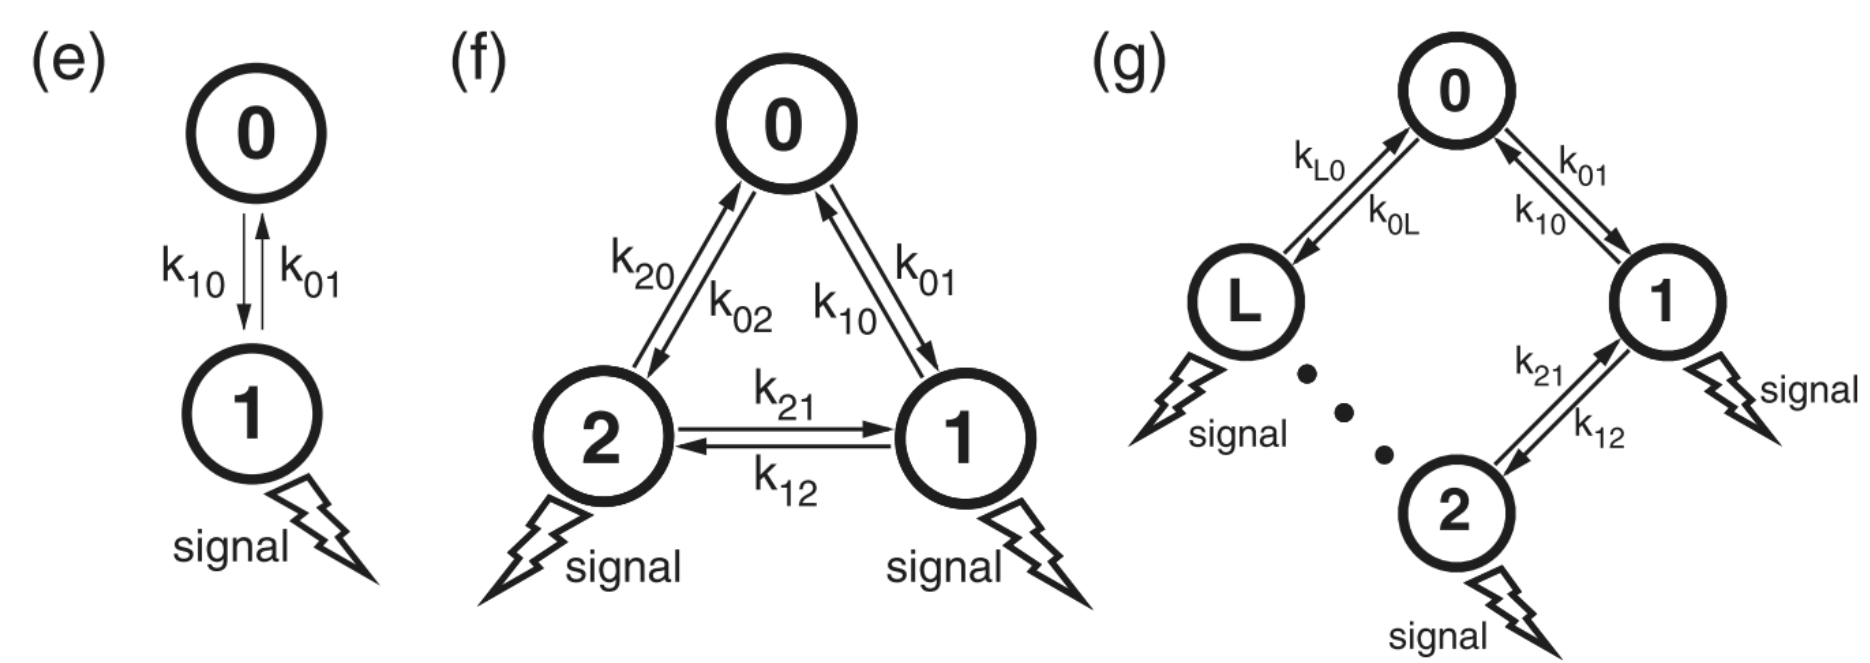 (e)
0
k10 k01
1
signal
(f)
0
k20 k02 k10 k01
k21
2 1
k12
signal signal
(g)
0
kL0 k0L k10 k01
L 1
k21 k12
signal signal
2
signal